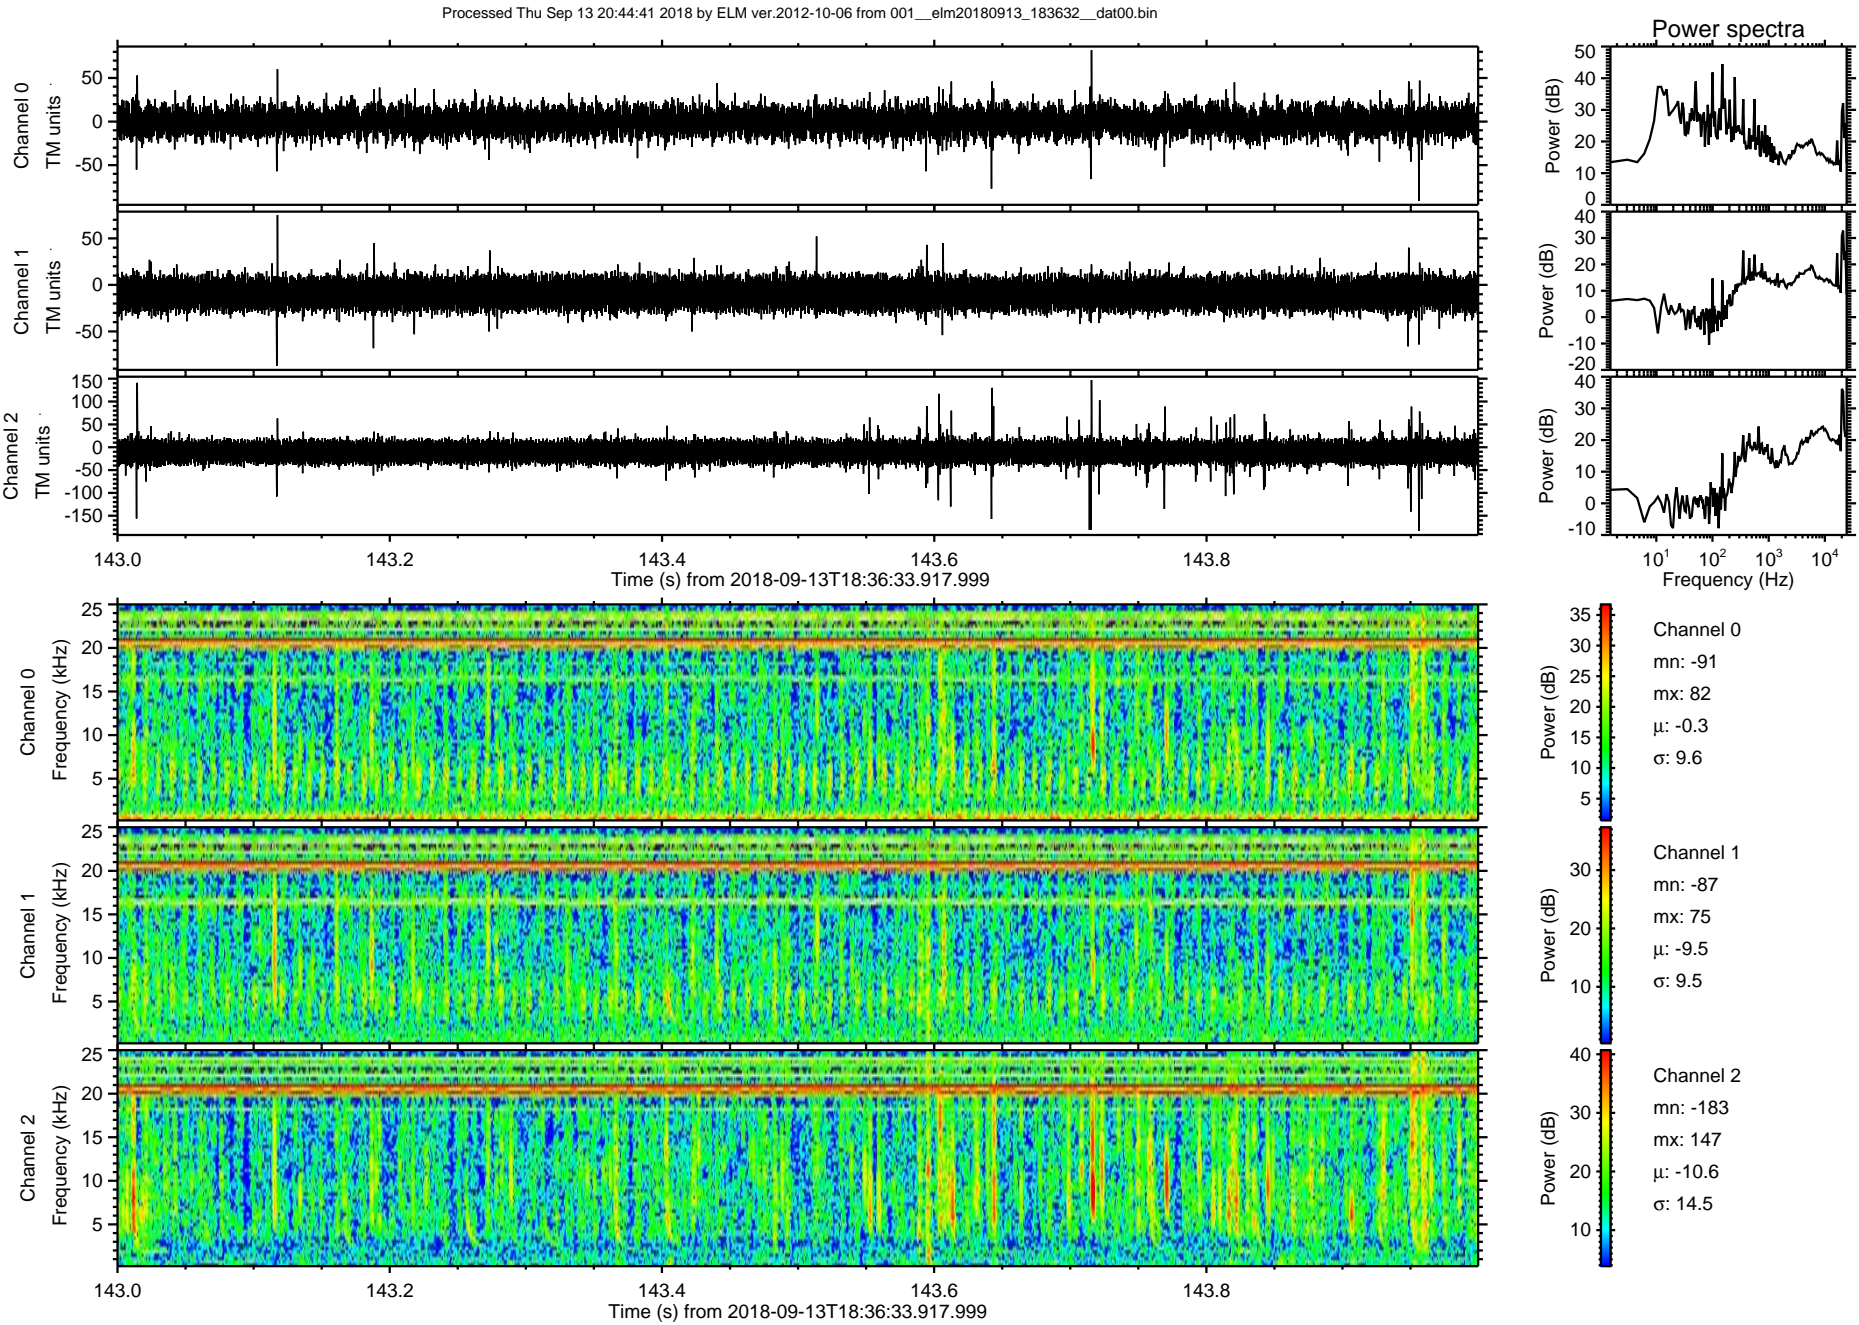 Processed Thu Sep 13 20:44:41 2018 by ELM ver.2012-10-06 from 001__elm20180913_183632__dat00.bin
Power spectra
Channel 0
TM units
50
0
-50
Power (dB)
50
40
30
20
10
0
Channel 1
TM units
50
0
-50
Power (dB)
40
30
20
10
0
-10
-20
Channel 2
TM units
150
100
50
0
-50
-100
-150
Power (dB)
40
30
20
10
0
-10
143.0 143.2 143.4 143.6 143.8
Time (s) from 2018-09-13T18:36:33.917.999
10^1 10^2 10^3 10^4
Frequency (Hz)
Channel 0
Frequency (kHz)
25
20
15
10
5
Power (dB)
35
30
25
20
15
10
5
Channel 0
mn: -91
mx: 82
μ: -0.3
σ: 9.6
Channel 1
Frequency (kHz)
25
20
15
10
5
Power (dB)
30
20
10
Channel 1
mn: -87
mx: 75
μ: -9.5
σ: 9.5
Channel 2
Frequency (kHz)
25
20
15
10
5
Power (dB)
40
30
20
10
Channel 2
mn: -183
mx: 147
μ: -10.6
σ: 14.5
143.0 143.2 143.4 143.6 143.8
Time (s) from 2018-09-13T18:36:33.917.999